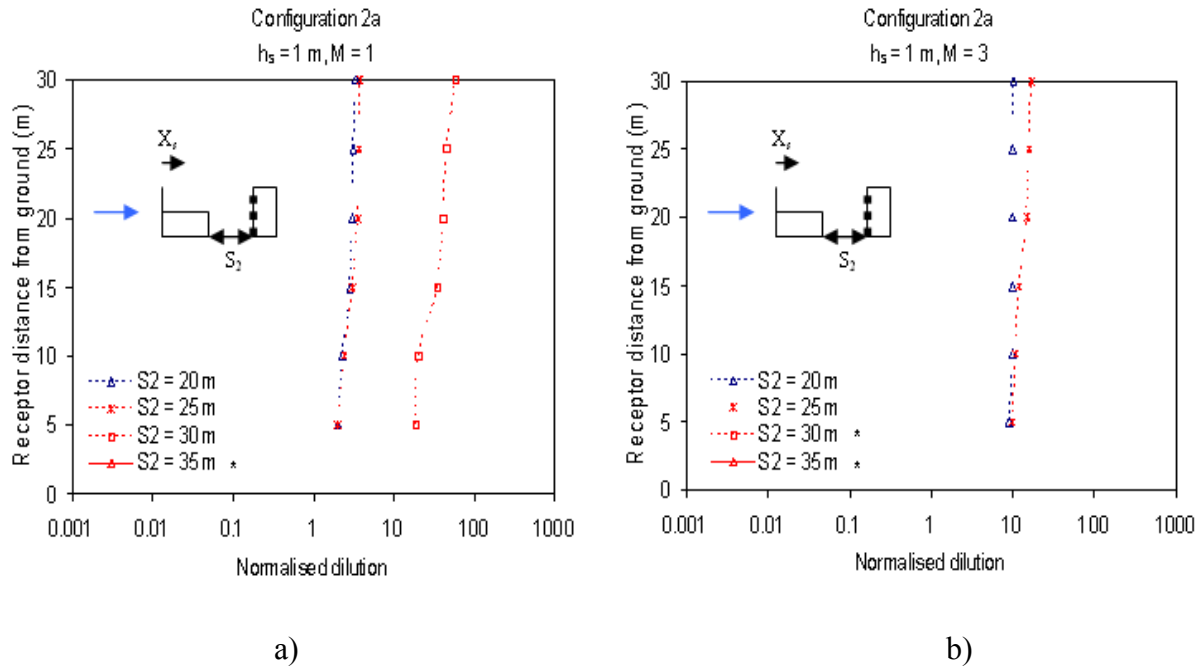 Configuration 2a
hs = 1 m, M = 1
Receptor distance from ground (m)
30
25
20
15
10
5
0
Xs
S2
S2 = 20 m
S2 = 25 m
S2 = 30 m
S2 = 35 m *
0.001 0.01 0.1 1 10 100 1000
Normalised dilution
a)
Configuration 2a
hs = 1 m, M = 3
Receptor distance from ground (m)
30
25
20
15
10
5
0
Xs
S2
S2 = 20 m
S2 = 25 m
S2 = 30 m *
S2 = 35 m *
0.001 0.01 0.1 1 10 100 1000
Normalised dilution
b)